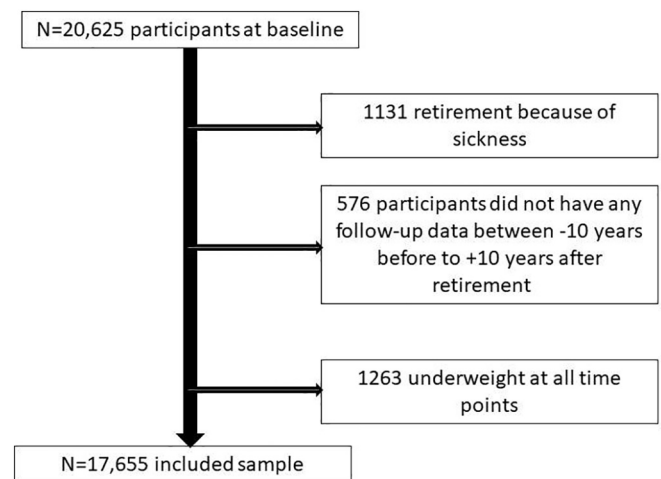 N=20,625 participants at baseline
1131 retirement because of
sickness
576 participants did not have any
follow-up data between -10 years
before to +10 years after
retirement
1263 underweight at all time
points
N=17,655 included sample